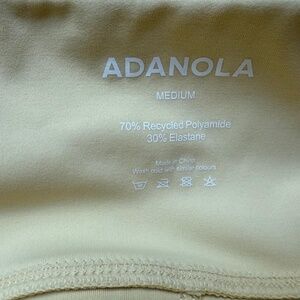 ADANOLA
MEDIUM
70% Recycled Polyamide
30% Elastane
Made in China
Wash cold with similar colours